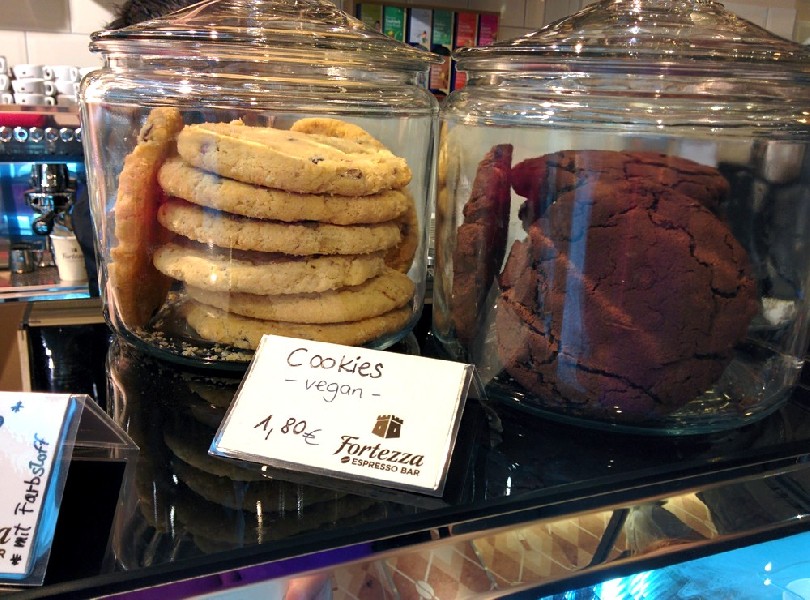 Cookies
- vegan -
1,80€
Fortezza
ESPRESSO BAR
* mit Farbstoff